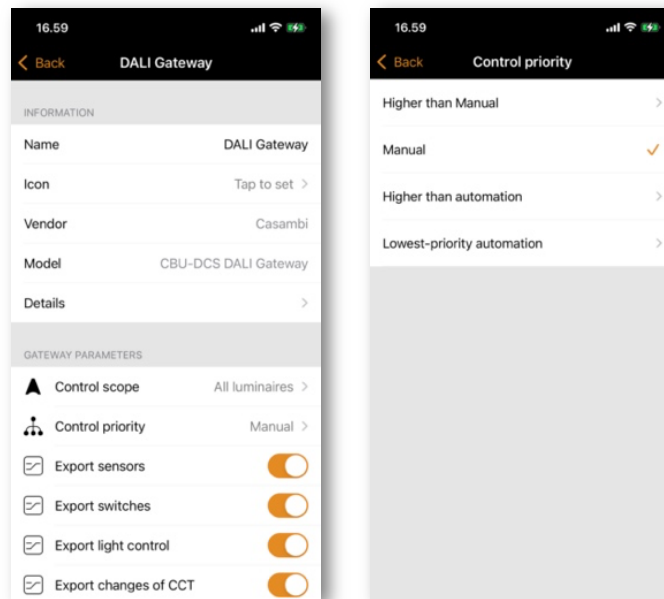 16.59
Back DALI Gateway
INFORMATION
Name DALI Gateway
Icon Tap to set
Vendor Casambi
Model CBU-DCS DALI Gateway
Details
GATEWAY PARAMETERS
Control scope All luminaires
Control priority Manual
Export sensors
Export switches
Export light control
Export changes of CCT
16.59
Back Control priority
Higher than Manual
Manual
Higher than automation
Lowest-priority automation